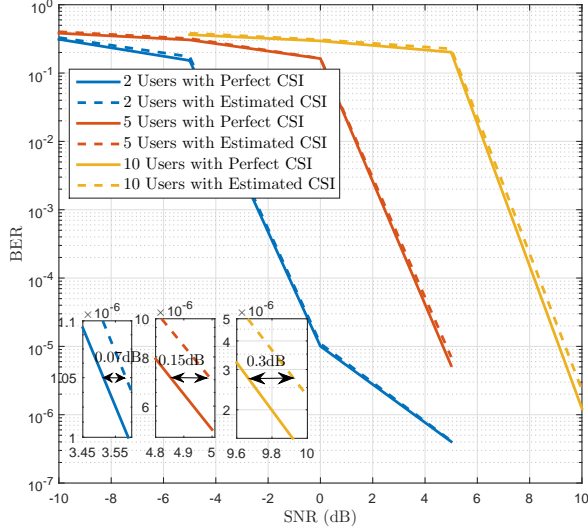 10^0
10^-1
10^-2
10^-3
10^-4
10^-5
10^-6
10^-7
BER
2 Users with Perfect CSI
2 Users with Estimated CSI
5 Users with Perfect CSI
5 Users with Estimated CSI
10 Users with Perfect CSI
10 Users with Estimated CSI
×10^-6
1.1
05
1
3.45 3.55
0.07dB
×10^-6
10
8
6
4.8 4.9 5
0.15dB
×10^-6
5
4
3
2
9.6 9.8 10
0.3dB
-10 -8 -6 -4 -2 0 2 4 6 8 10
SNR (dB)